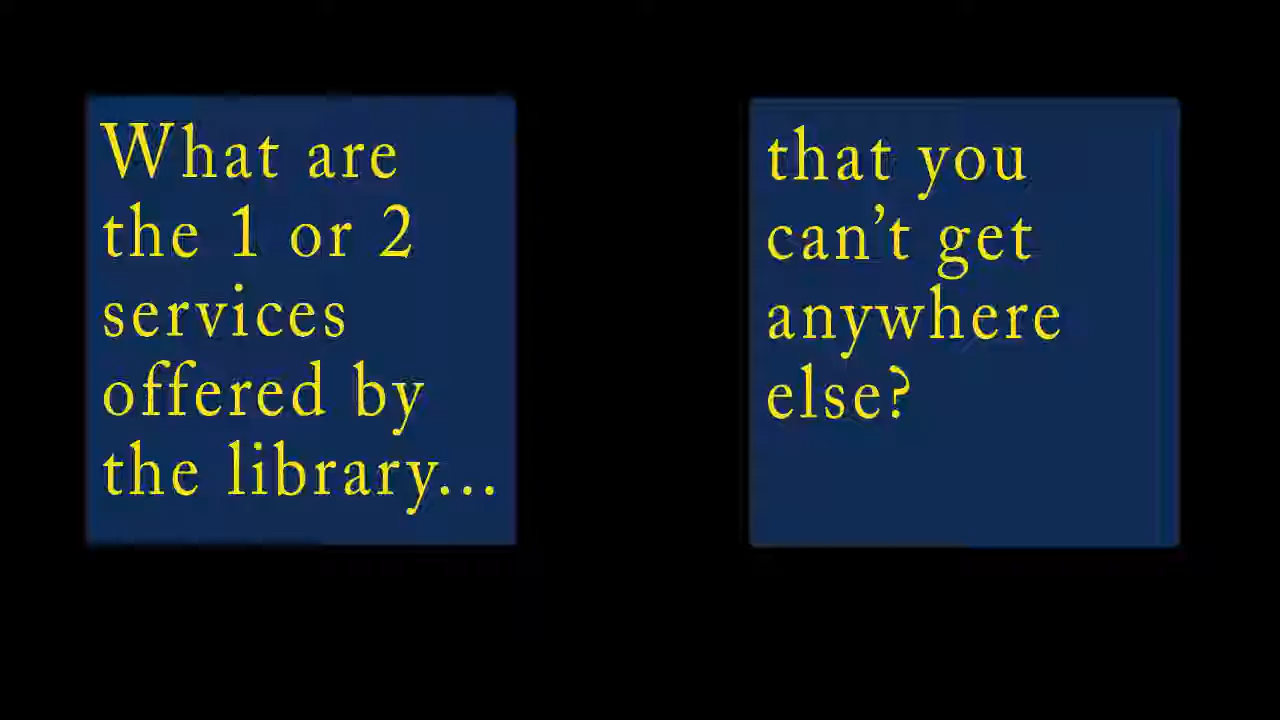 What are
the 1 or 2
services
offered by
the library...
that you
can’t get
anywhere
else?